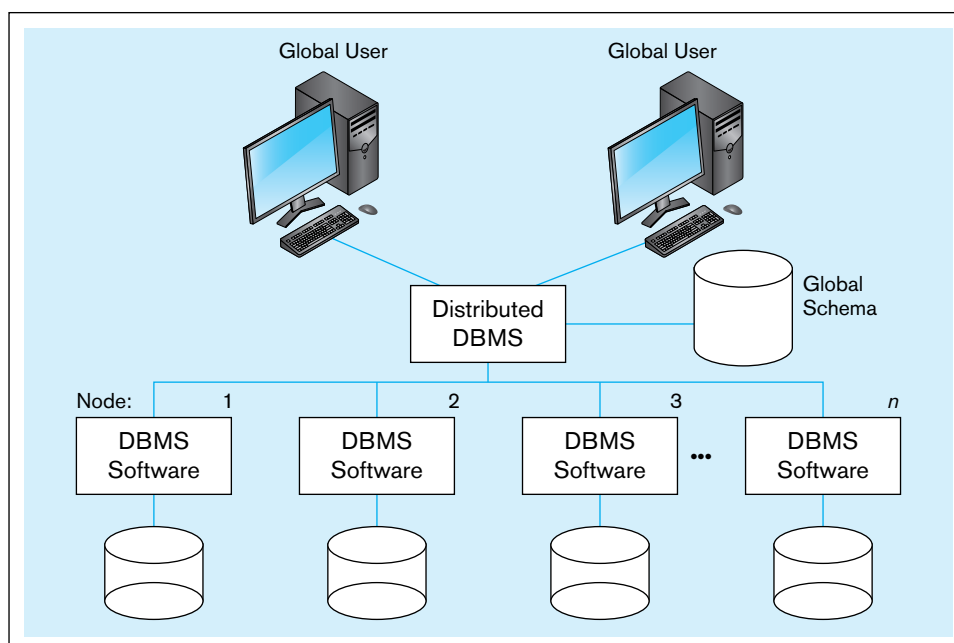 Global User
Global User
Distributed
DBMS
Global
Schema
Node:
1
2
3
n
DBMS
Software
DBMS
Software
DBMS
Software
...
DBMS
Software